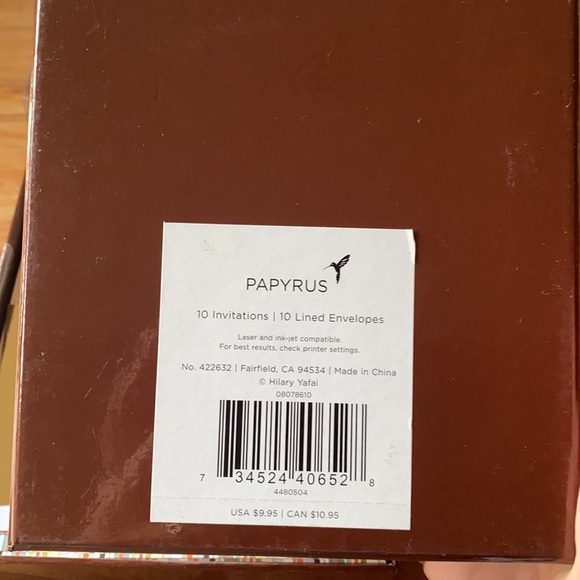 PAPYRUS
10 Invitations | 10 Lined Envelopes
Laser and ink-jet compatible.
For best results, check printer settings.
No. 422632 | Fairfield, CA 94534 | Made in China
© Hilary Yafai
08078610
7 34524 40652 8
4480504
USA $9.95 | CAN $10.95